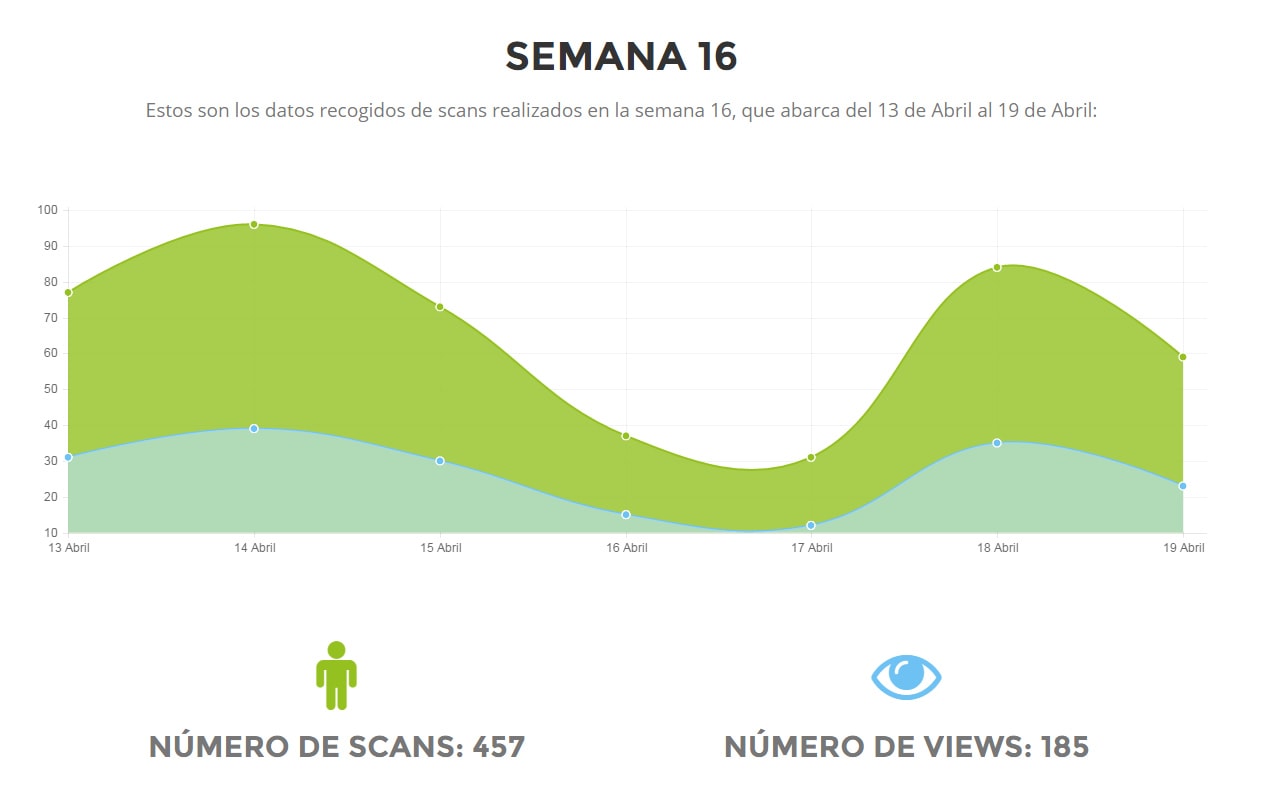 SEMANA 16
Estos son los datos recogidos de scans realizados en la semana 16, que abarca del 13 de Abril al 19 de Abril:
100
90
80
70
60
50
40
30
20
10
13 Abril 14 Abril 15 Abril 16 Abril 17 Abril 18 Abril 19 Abril
NÚMERO DE SCANS: 457 NÚMERO DE VIEWS: 185